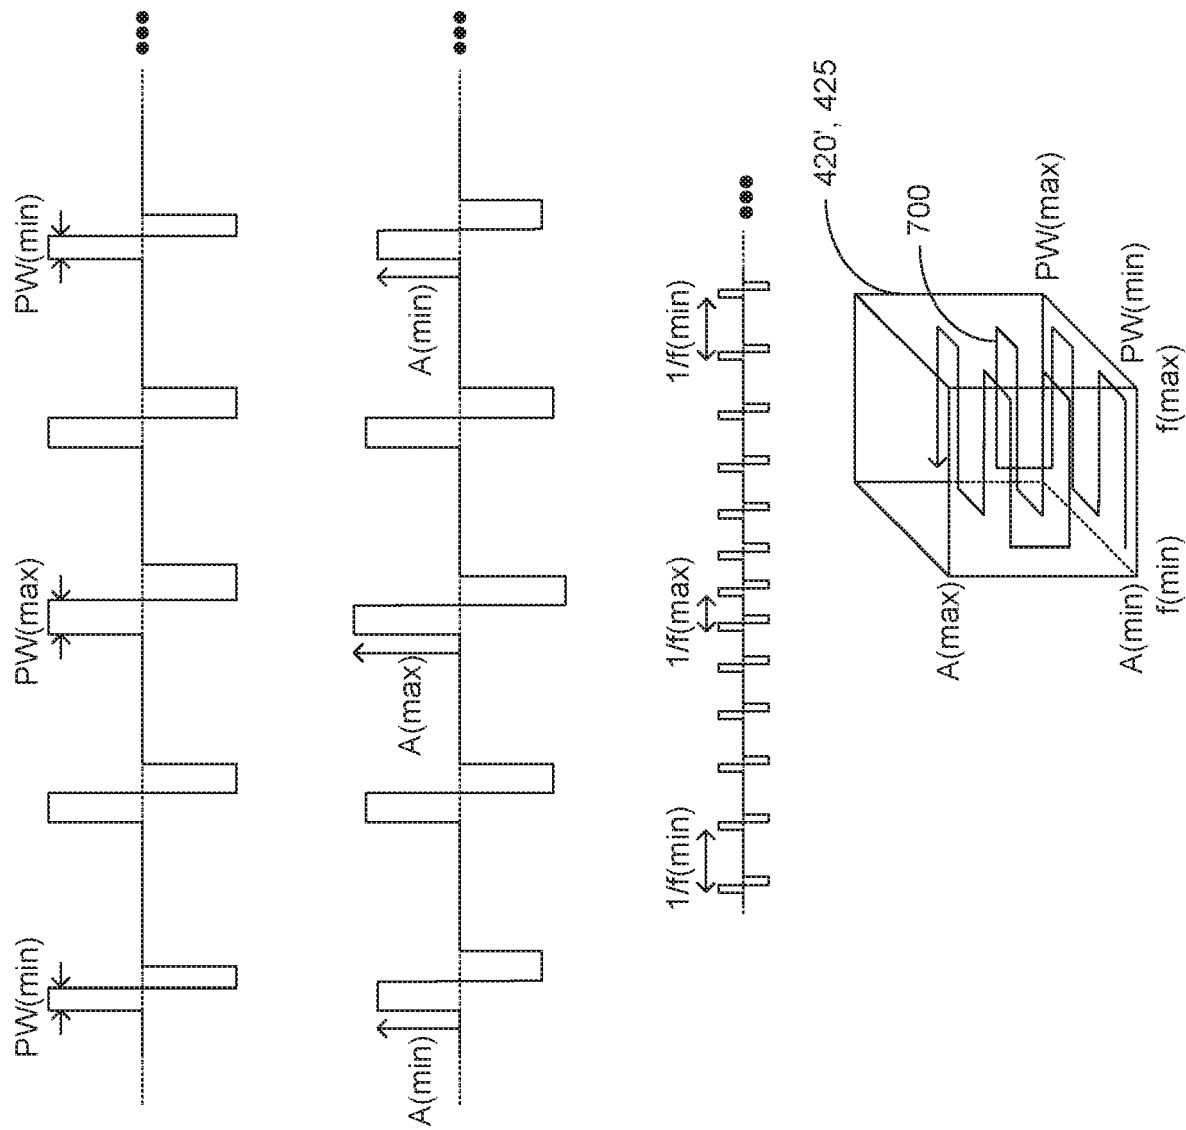 PW(min)
PW(max)
PW(min)
A(min)
A(max)
A(min)
1/f(min)
1/f(max)
1/f(min)
420', 425
700
A(max)
PW(max)
A(min)
PW(min)
f(min)
f(max)